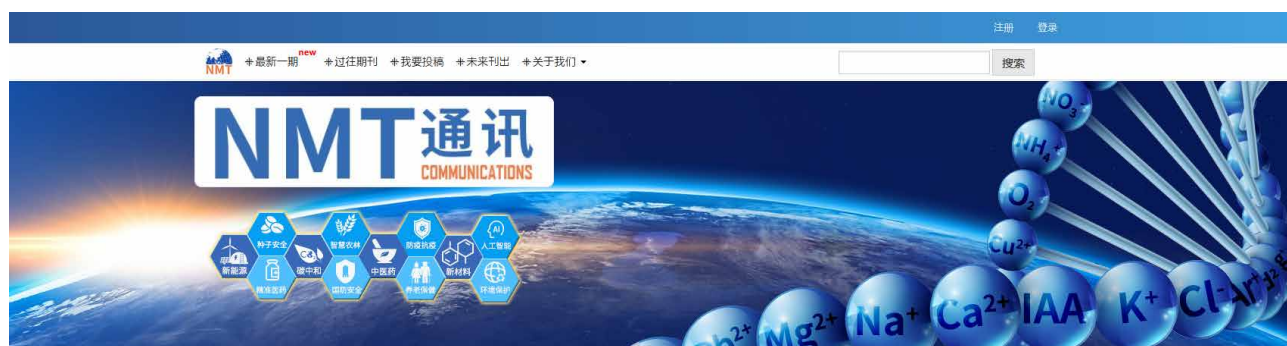 注册 登录
NMT +最新一期 new +过往期刊 +我要投稿 +未来刊出 +关于我们 搜索
NMT通讯
COMMUNICATIONS
种子安全 智慧农林 防疫抗疫 AI 人工智能
新能源 碳中和 中医药 新材料
精准医药 国防安全 养老保健 环境保护
NO3-
NH4+
O2
Cu2+
Pb2+ Mg2+ Na+ Ca2+ IAA K+ Cl-